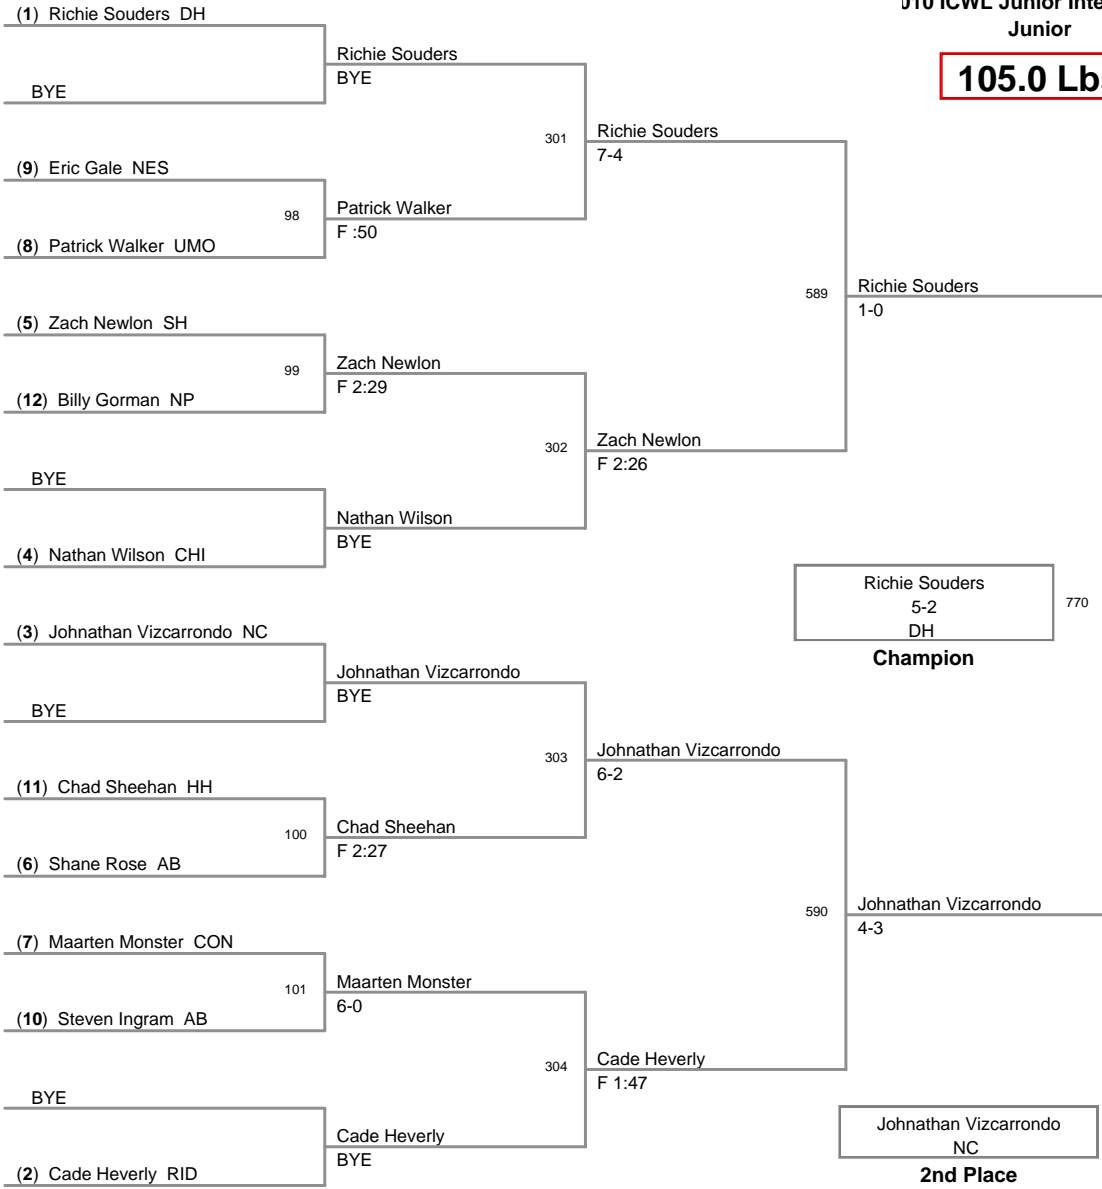 (1) Richie Souders DH
BYE
(9) Eric Gale NES
98
(8) Patrick Walker UMO
(5) Zach Newlon SH
99
(12) Billy Gorman NP
BYE
(4) Nathan Wilson CHI
(3) Johnathan Vizcarrondo NC
BYE
(11) Chad Sheehan HH
100
(6) Shane Rose AB
(7) Maarten Monster CON
101
(10) Steven Ingram AB
BYE
(2) Cade Heverly RID
Richie Souders
BYE
301
Patrick Walker
F :50
Zach Newlon
F 2:29
302
Nathan Wilson
BYE
Johnathan Vizcarrondo
BYE
303
Chad Sheehan
F 2:27
Maarten Monster
6-0
304
Cade Heverly
BYE
Richie Souders
7-4
589
Zach Newlon
F 2:26
Johnathan Vizcarrondo
6-2
590
Cade Heverly
F 1:47
010 ICWL Junior Inte
Junior
105.0 Lb
Richie Souders
1-0
Richie Souders
5-2
DH
770
Champion
Johnathan Vizcarrondo
4-3
Johnathan Vizcarrondo
NC
2nd Place